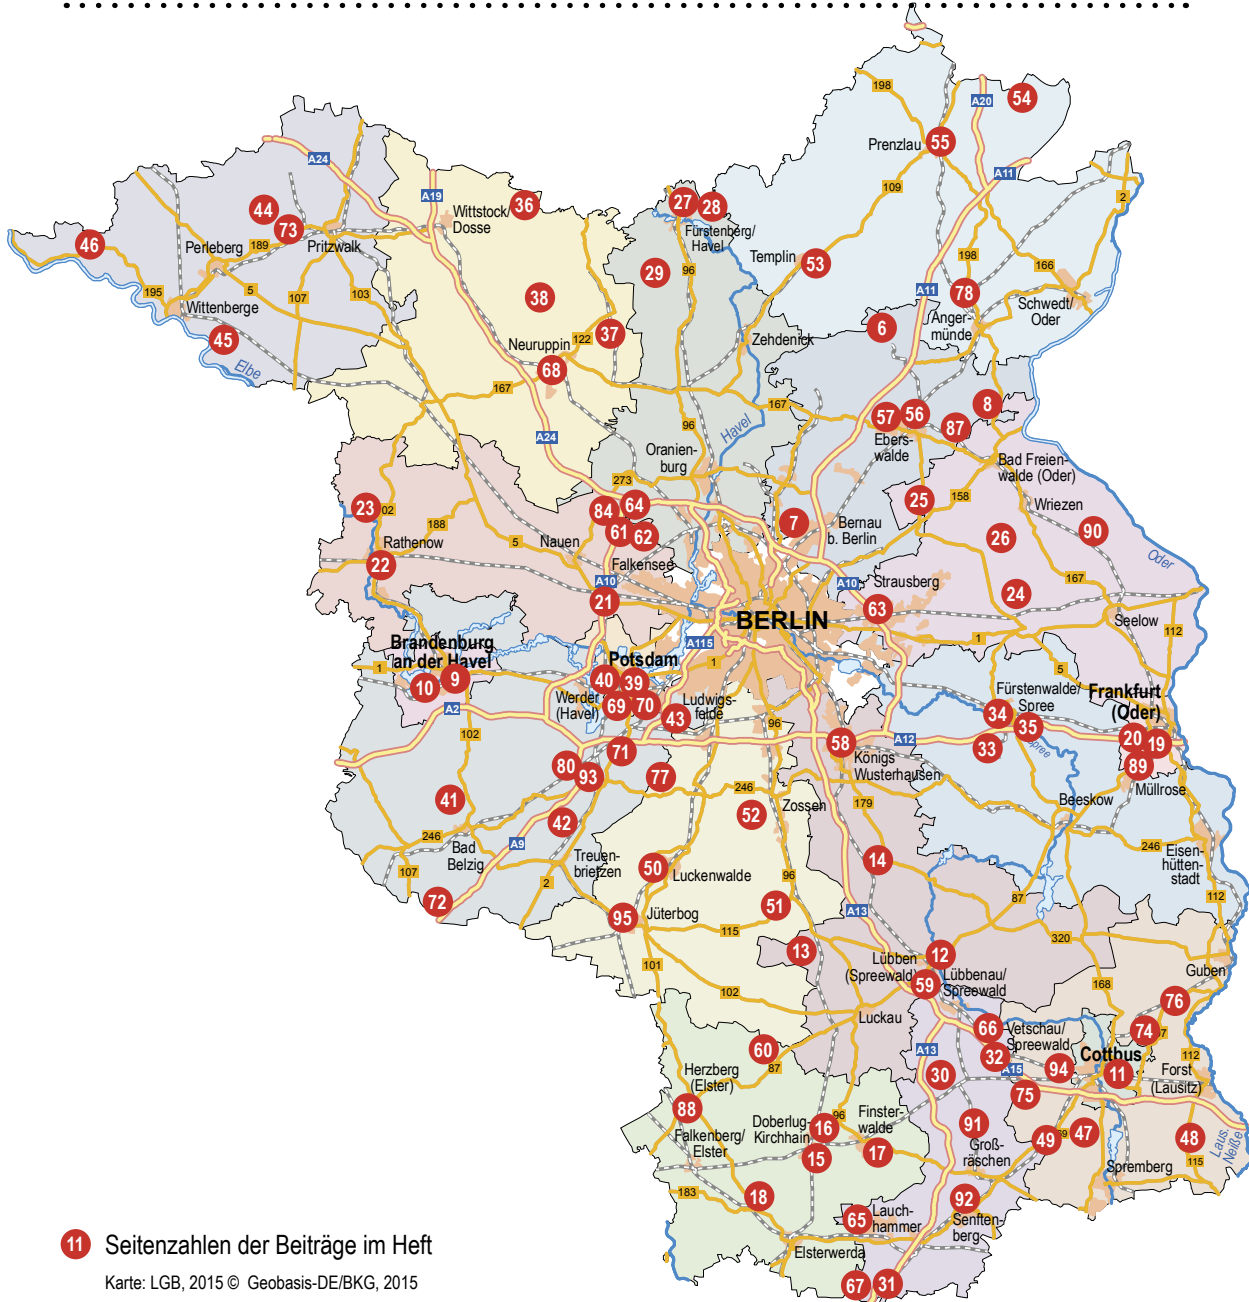 198
A20
54
Prenzlau
55
A24
A11
109
2
A19
44
73
Wittstock/
Dosse
36
27
28
Fürstenberg/
Havel
46
Perleberg
189
Pritzwalk
Templin
53
198
166
29
96
195
5
107
103
38
A11
78
Schwedt/
Oder
Wittenberge
45
Elbe
Neuruppin
122
37
Zehdenick
6
Anger-
münde
68
167
167
8
57
56
87
A24
96
Havel
Ebers-
walde
Oranien-
burg
Bad Freien-
walde (Oder)
273
25
158
23
102
188
84
64
7
Wriezen
Rathenow
5
Nauen
61
62
Bernau
b. Berlin
26
90
Oder
22
Falkensee
A10
A10
Strausberg
167
21
63
24
BERLIN
Seelow
112
Brandenburg
an der Havel
A115
1
1
5
1
Potsdam
10
9
40
39
Fürstenwalde/
Spree
Frankfurt
(Oder)
Werder
(Havel)
69
70
43
Ludwigs-
felde
34
35
A2
96
20
19
102
71
58
A12
33
Spree
89
80
93
77
Königs
Wusterhausen
Müllrose
41
246
52
Zossen
179
Beeskow
246
42
246
Bad
Belzig
A9
Treuen-
brietzen
Eisen-
hütten-
stadt
107
2
50
Luckenwalde
96
14
87
112
72
95
Jüterbog
51
A13
115
320
13
Lübben
(Spreewald)
12
101
Guben
102
59
Lübbenau/
Spreewald
168
76
Luckau
66
Vetschau/
Spreewald
74
97
60
A13
32
Cottbus
112
87
30
A15
94
11
Forst
(Lausitz)
Herzberg
(Elster)
75
88
96
Doberlug-
Kirchhain
16
Finster-
walde
91
Falkenberg/
Elster
15
17
Groß-
räschen
49
169
47
48
Laus.
Neiße
Spremberg
115
183
18
92
65
Lauch-
hammer
Senften-
berg
Elsterwerda
67
31
11 Seitenzahlen der Beiträge im Heft
Karte: LGB, 2015 © Geobasis-DE/BKG, 2015